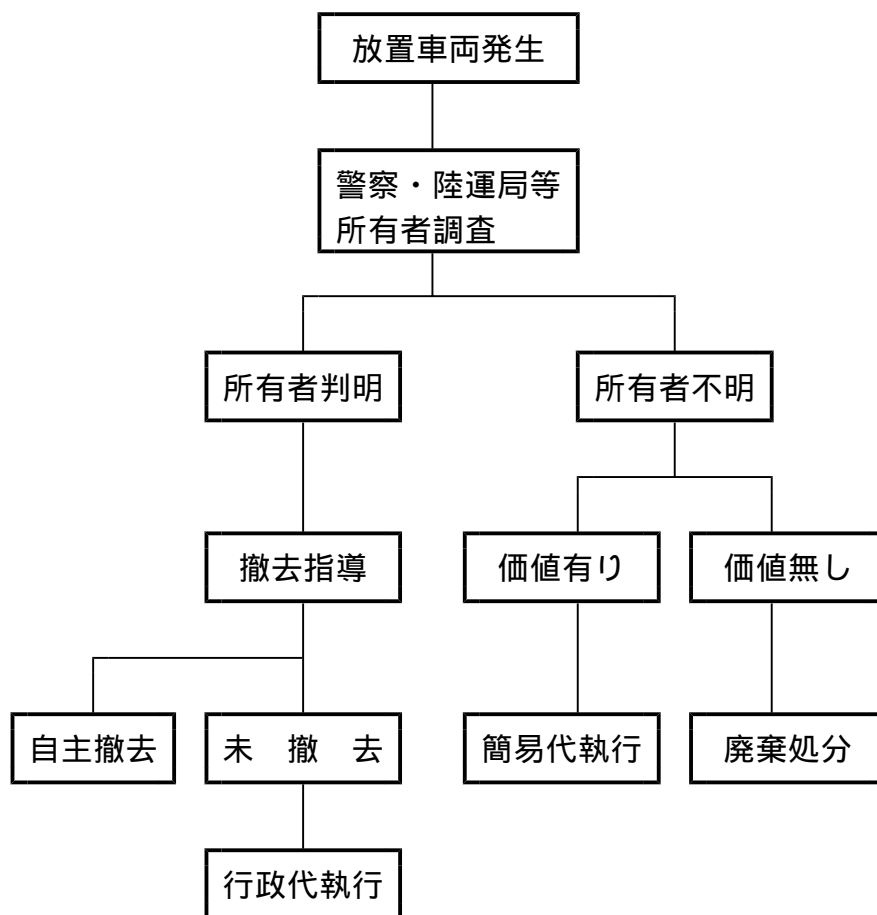 放置車両発生
警察・陸運局等
所有者調査
所有者判明
所有者不明
撤去指導
価値有り
価値無し
自主撤去
未　撤　去
簡易代執行
廃棄処分
行政代執行